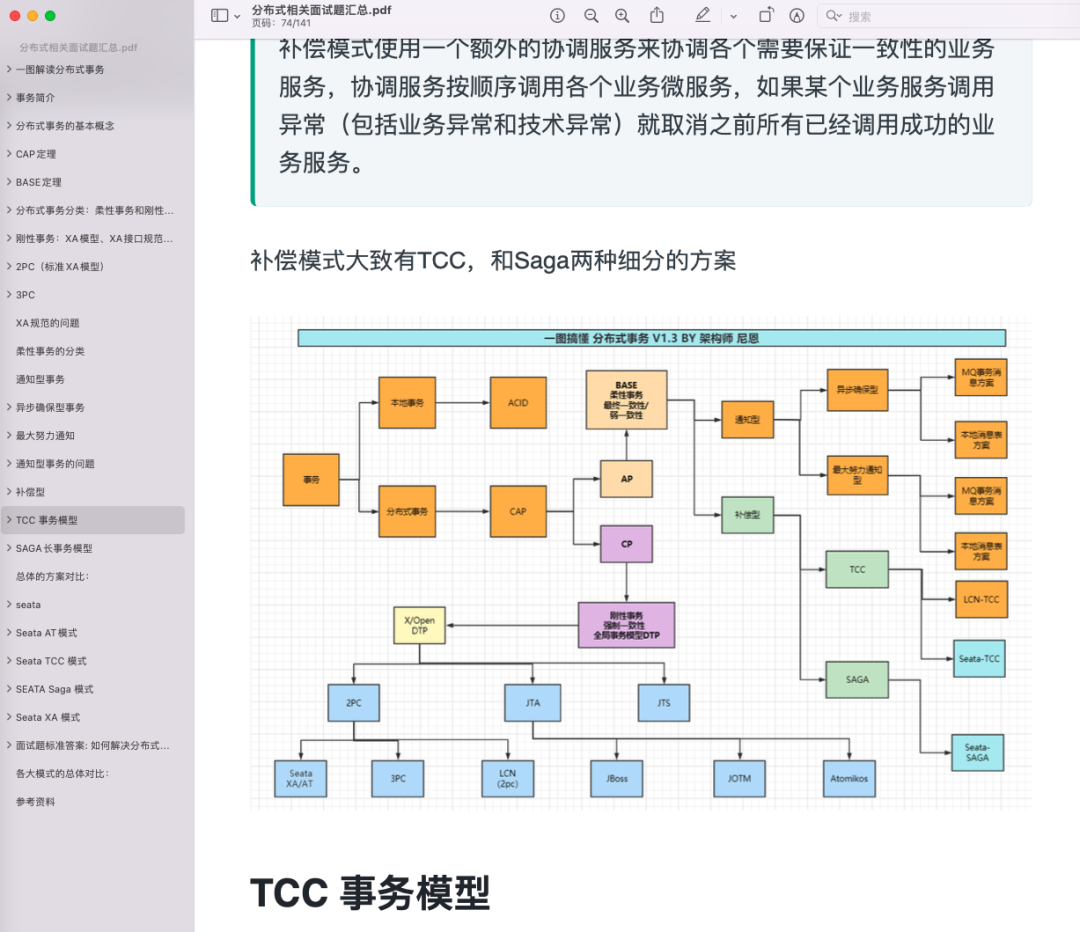 分布式相关面试题汇总.pdf
页码：74/141
搜索
分布式相关面试题汇总.pdf
一图解读分布式事务
事务简介
分布式事务的基本概念
CAP定理
BASE定理
分布式事务分类：柔性事务和刚性...
刚性事务：XA模型、XA接口规范...
2PC（标准XA模型）
3PC
XA规范的问题
柔性事务的分类
通知型事务
异步确保型事务
最大努力通知
通知型事务的问题
补偿型
TCC 事务模型
SAGA长事务模型
总体的方案对比：
seata
Seata AT 模式
Seata TCC 模式
SEATA Saga 模式
Seata XA 模式
面试题标准答案: 如何解决分布式...
各大模式的总体对比：
参考资料
补偿模式使用一个额外的协调服务来协调各个需要保证一致性的业务
服务，协调服务按顺序调用各个业务微服务，如果某个业务服务调用
异常（包括业务异常和技术异常）就取消之前所有已经调用成功的业
务服务。
补偿模式大致有TCC，和Saga两种细分的方案
一图搞懂 分布式事务 V1.3 BY 架构师 尼恩
事务
本地事务
ACID
分布式事务
CAP
BASE
柔性事务
最终一致性/
弱一致性
AP
CP
刚性事务
强制一致性
全局事务模型DTP
X/Open
DTP
2PC
JTA
JTS
Seata
XA/AT
3PC
LCN
(2pc)
JBoss
JOTM
Atomikos
通知型
补偿型
异步确保型
最大努力通知
型
TCC
SAGA
MQ事务消
息方案
本地消息表
方案
MQ事务消
息方案
本地消息表
方案
LCN-TCC
Seata-TCC
Seata-
SAGA
TCC 事务模型